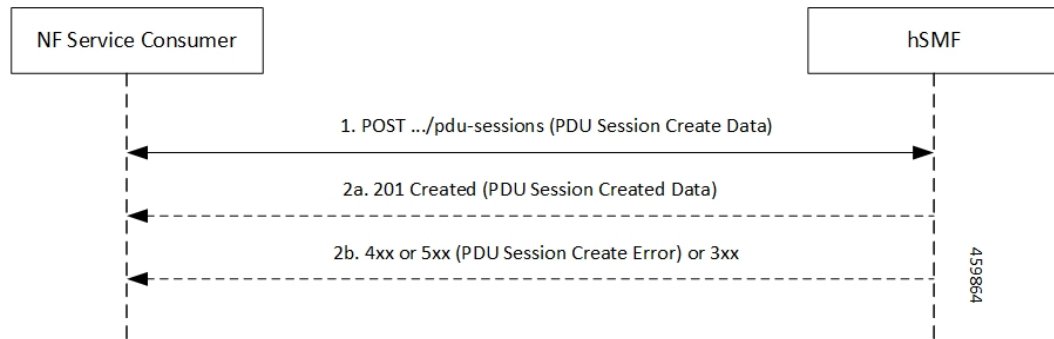 NF Service Consumer
hSMF
1. POST .../pdu-sessions (PDU Session Create Data)
2a. 201 Created (PDU Session Created Data)
2b. 4xx or 5xx (PDU Session Create Error) or 3xx
459864